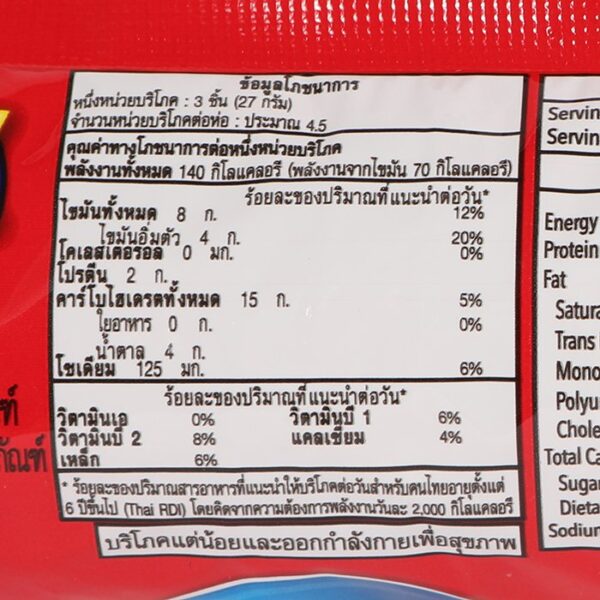 ข้อมูลโภชนาการ
หนึ่งหน่วยบริโภค : 3 ชิ้น (27 กรัม)
จำนวนหน่วยบริโภคต่อห่อ : ประมาณ 4.5
คุณค่าทางโภชนาการต่อหนึ่งหน่วยบริโภค
พลังงานทั้งหมด 140 กิโลแคลอรี (พลังงานจากไขมัน 70 กิโลแคลอรี)
ร้อยละของปริมาณที่แนะนำต่อวัน*
ไขมันทั้งหมด 8 ก. 12%
ไขมันอิ่มตัว 4 ก. 20%
โคเลสเตอรอล 0 มก. 0%
โปรตีน 2 ก.
คาร์โบไฮเดรตทั้งหมด 15 ก. 5%
ใยอาหาร 0 ก. 0%
น้ำตาล 4 ก.
โซเดียม 125 มก. 6%
ร้อยละของปริมาณที่แนะนำต่อวัน*
วิตามินเอ 0% วิตามินบี 1 6%
วิตามินบี 2 8% แคลเซียม 4%
เหล็ก 6%
* ร้อยละของปริมาณสารอาหารที่แนะนำให้บริโภคต่อวันสำหรับคนไทยอายุตั้งแต่
6 ปีขึ้นไป (Thai RDI) โดยคิดจากความต้องการพลังงานวันละ 2,000 กิโลแคลอรี
บริโภคแต่น้อยและออกกำลังกายเพื่อสุขภาพ
Servin
Servin
Energy
Protein
Fat
Satura
Trans
Mono
Polyu
Chole
Total Ca
Sugar
Dieta
Sodium